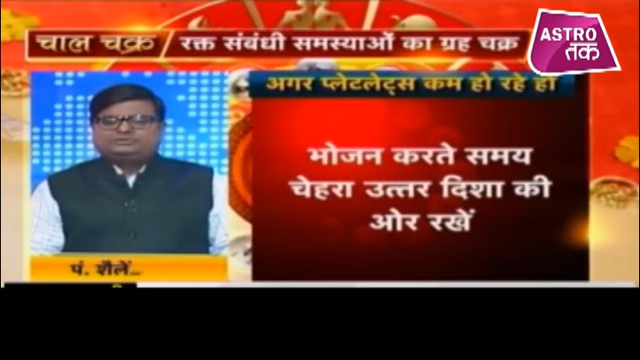 चाल चक्र
रक्त संबंधी समस्याओं का ग्रह चक्र
ASTRO
तक
अगर प्लेटलेट्स कम हो रहे हों
भोजन करते समय
चेहरा उत्तर दिशा की
ओर रखें
पं. शैलें...